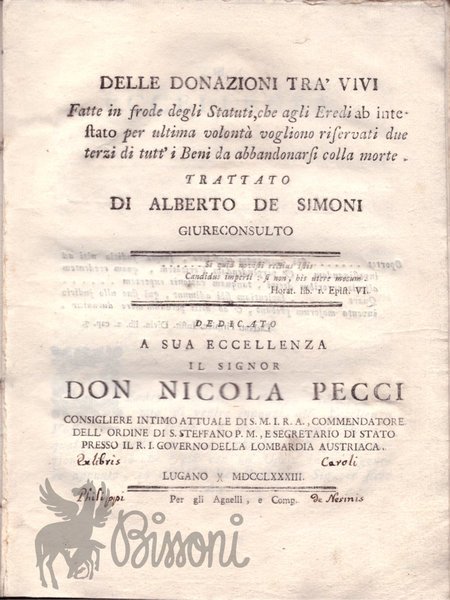 DELLE DONAZIONI TRA' VIVI
Fatte in frode degli Statuti, che agli Eredi ab inte-
stato per ultima volontà vogliono riservati due
terzi di tutt' i Beni da abbandonarsi colla morte.
TRATTATO
DI ALBERTO DE SIMONI
GIURECONSULTO
...... Si quid novisti rectius istis
Candidus imperti: si non, his utere mecum.
Horat. lib. 1. Epist. VI.
DEDICATO
A SUA ECCELLENZA
IL SIGNOR
DON NICOLA PECCI
CONSIGLIERE INTIMO ATTUALE DI S. M. I. R. A., COMMENDATORE
DELL' ORDINE DI S. STEFFANO P. M., E SEGRETARIO DI STATO
PRESSO IL R. I. GOVERNO DELLA LOMBARDIA AUSTRIACA.
Exlibris Caroli
LUGANO X MDCCLXXXIII.
Philippi Per gli Agnelli, e Comp. de Nesinis
Bissoni